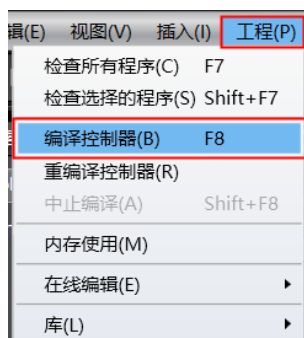 辑(E) 视图(V) 插入(I) 工程(P)
检查所有程序(C) F7
检查选择的程序(S) Shift+F7
编译控制器(B) F8
重编译控制器(R)
中止编译(A) Shift+F8
内存使用(M)
在线编辑(E)
库(L)